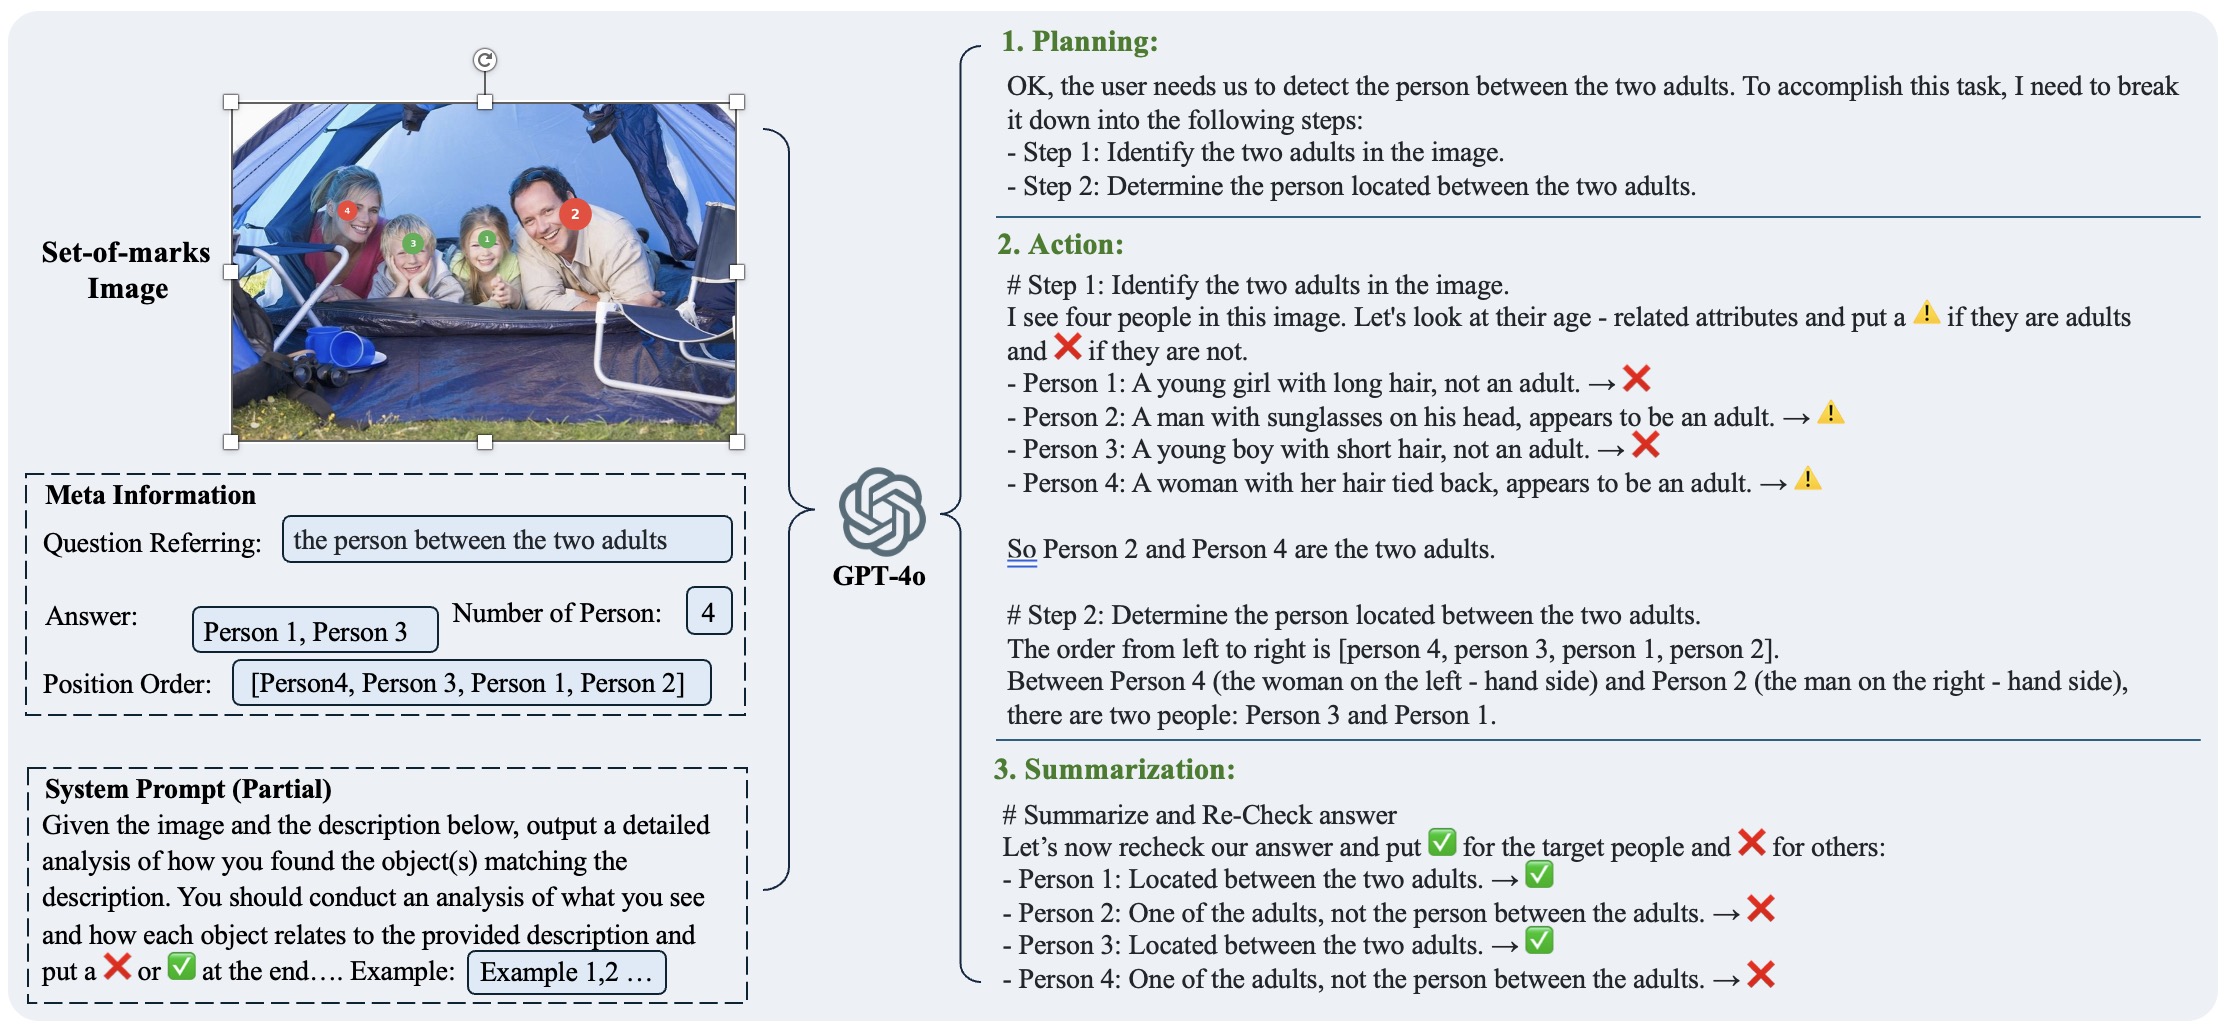 Set-of-marks
Image
4
3
1
2
Meta Information
Question Referring: the person between the two adults
Answer: Person 1, Person 3 Number of Person: 4
Position Order: [Person4, Person 3, Person 1, Person 2]
System Prompt (Partial)
Given the image and the description below, output a detailed
analysis of how you found the object(s) matching the
description. You should conduct an analysis of what you see
and how each object relates to the provided description and
put a ❌ or ✅ at the end…. Example: Example 1,2 …
GPT-4o
1. Planning:
OK, the user needs us to detect the person between the two adults. To accomplish this task, I need to break
it down into the following steps:
- Step 1: Identify the two adults in the image.
- Step 2: Determine the person located between the two adults.
2. Action:
# Step 1: Identify the two adults in the image.
I see four people in this image. Let's look at their age - related attributes and put a ⚠️ if they are adults
and ❌ if they are not.
- Person 1: A young girl with long hair, not an adult. → ❌
- Person 2: A man with sunglasses on his head, appears to be an adult. → ⚠️
- Person 3: A young boy with short hair, not an adult. → ❌
- Person 4: A woman with her hair tied back, appears to be an adult. → ⚠️
So Person 2 and Person 4 are the two adults.
# Step 2: Determine the person located between the two adults.
The order from left to right is [person 4, person 3, person 1, person 2].
Between Person 4 (the woman on the left - hand side) and Person 2 (the man on the right - hand side),
there are two people: Person 3 and Person 1.
3. Summarization:
# Summarize and Re-Check answer
Let’s now recheck our answer and put ✅ for the target people and ❌ for others:
- Person 1: Located between the two adults. → ✅
- Person 2: One of the adults, not the person between the adults. → ❌
- Person 3: Located between the two adults. → ✅
- Person 4: One of the adults, not the person between the adults. → ❌